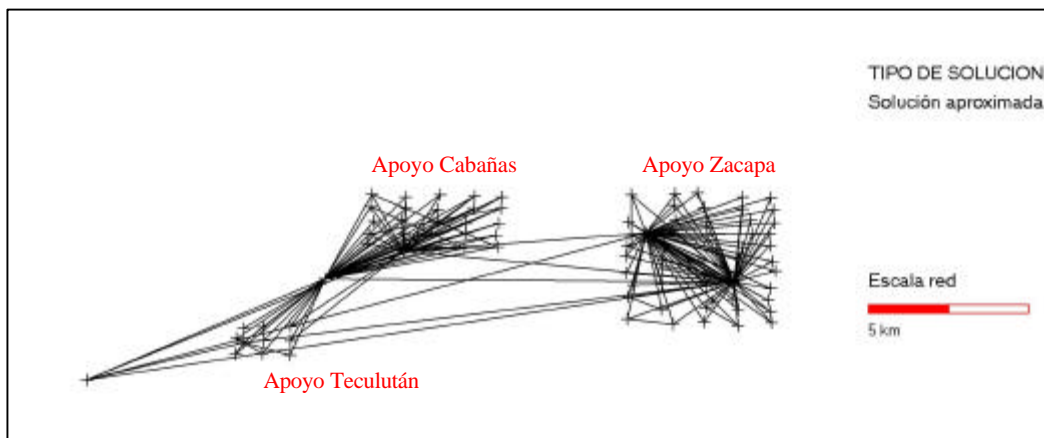 TIPO DE SOLUCION
Solución aproximada
Apoyo Cabañas
Apoyo Zacapa
Escala red
5 km
Apoyo Teculután